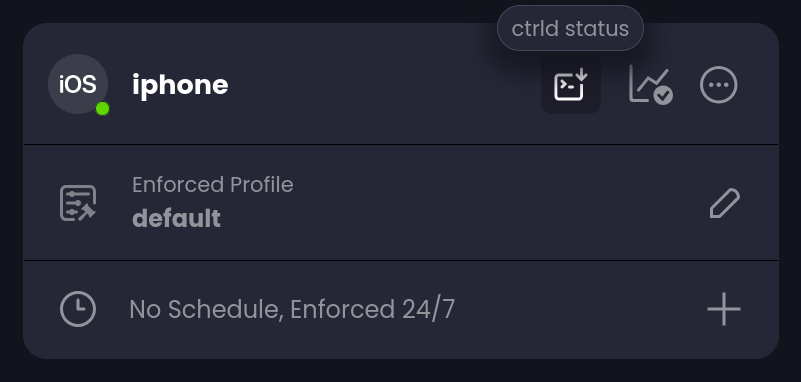 ctrld status
iOS
iphone
Enforced Profile
default
No Schedule, Enforced 24/7